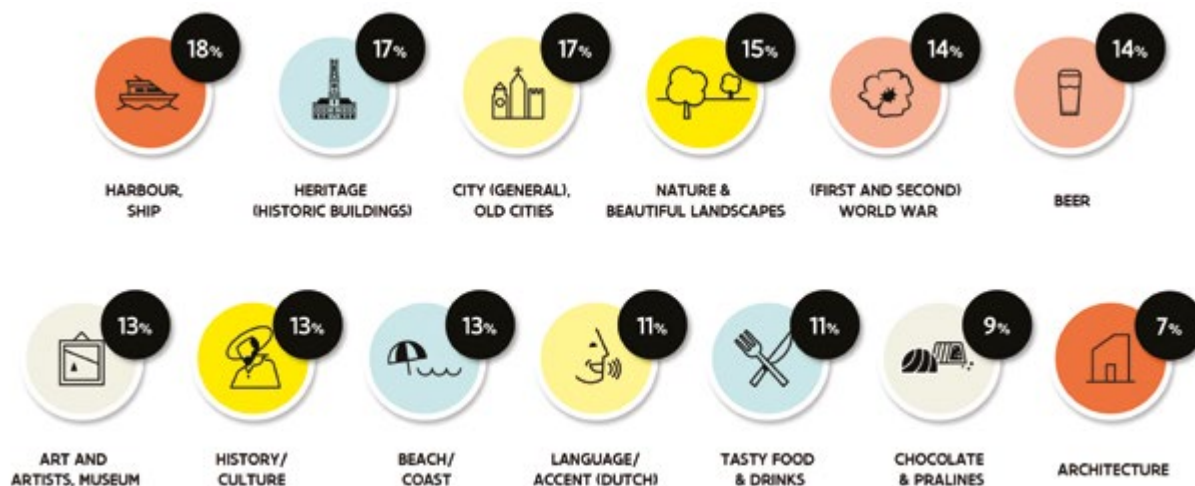 18%
17%
17%
15%
14%
14%
HARBOUR,
SHIP
HERITAGE
(HISTORIC BUILDINGS)
CITY (GENERAL),
OLD CITIES
NATURE &
BEAUTIFUL LANDSCAPES
(FIRST AND SECOND)
WORLD WAR
BEER
13%
13%
13%
11%
11%
9%
7%
ART AND
ARTISTS, MUSEUM
HISTORY/
CULTURE
BEACH/
COAST
LANGUAGE/
ACCENT (DUTCH)
TASTY FOOD
& DRINKS
CHOCOLATE
& PRALINES
ARCHITECTURE